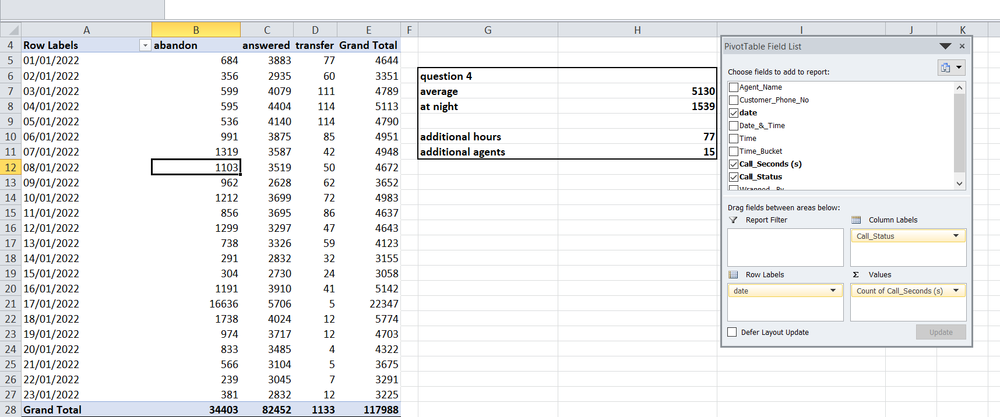 A B C D E F G H I J K
4 Row Labels abandon answered transfer Grand Total
5 01/01/2022 684 3883 77 4644
6 02/01/2022 356 2935 60 3351 question 4
7 03/01/2022 599 4079 111 4789 average 5130
8 04/01/2022 595 4404 114 5113 at night 1539
9 05/01/2022 536 4140 114 4790
10 06/01/2022 991 3875 85 4951 additional hours 77
11 07/01/2022 1319 3587 42 4948 additional agents 15
12 08/01/2022 1103 3519 50 4672
13 09/01/2022 962 2628 62 3652
14 10/01/2022 1212 3699 72 4983
15 11/01/2022 856 3695 86 4637
16 12/01/2022 1299 3297 47 4643
17 13/01/2022 738 3326 59 4123
18 14/01/2022 291 2832 32 3155
19 15/01/2022 304 2730 24 3058
20 16/01/2022 1191 3910 41 5142
21 17/01/2022 16636 5706 5 22347
22 18/01/2022 1738 4024 12 5774
23 19/01/2022 974 3717 12 4703
24 20/01/2022 833 3485 4 4322
25 21/01/2022 566 3104 5 3675
26 22/01/2022 239 3045 7 3291
27 23/01/2022 381 2832 12 3225
28 Grand Total 34403 82452 1133 117988
PivotTable Field List
Choose fields to add to report:
Agent_Name
Customer_Phone_No
date
Date_&_Time
Time
Time_Bucket
Call_Seconds (s)
Call_Status
Drag fields between areas below:
Report Filter Column Labels
Call_Status
Row Labels Σ Values
date Count of Call_Seconds (s)
Defer Layout Update Update